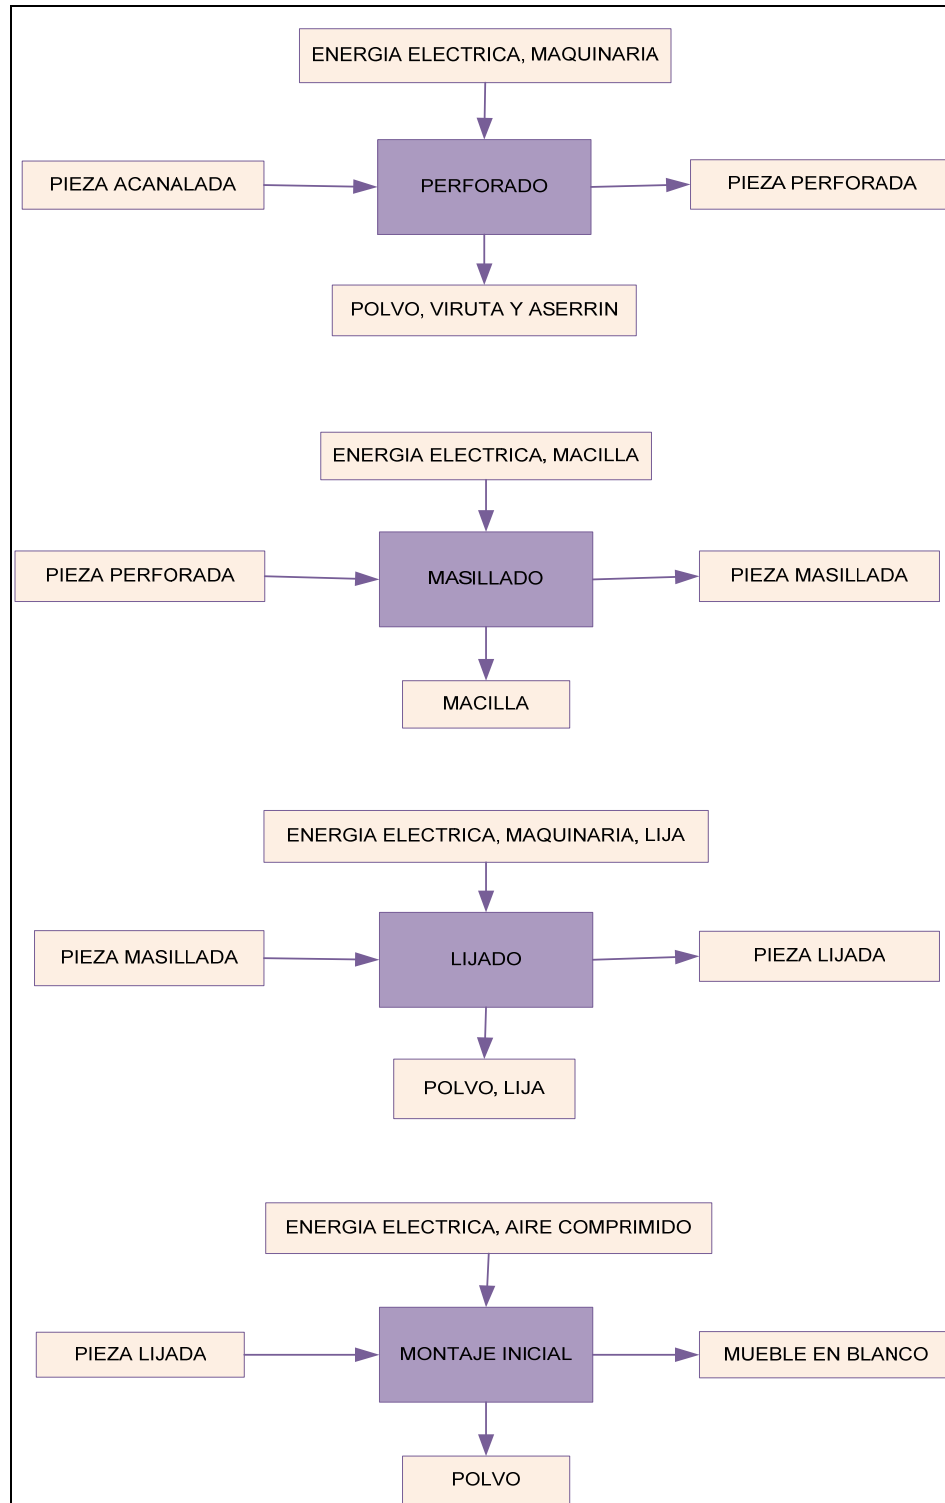 ENERGIA ELECTRICA, MAQUINARIA
PIEZA ACANALADA
PERFORADO
PIEZA PERFORADA
POLVO, VIRUTA Y ASERRIN
ENERGIA ELECTRICA, MACILLA
PIEZA PERFORADA
MASILLADO
PIEZA MASILLADA
MACILLA
ENERGIA ELECTRICA, MAQUINARIA, LIJA
PIEZA MASILLADA
LIJADO
PIEZA LIJADA
POLVO, LIJA
ENERGIA ELECTRICA, AIRE COMPRIMIDO
PIEZA LIJADA
MONTAJE INICIAL
MUEBLE EN BLANCO
POLVO